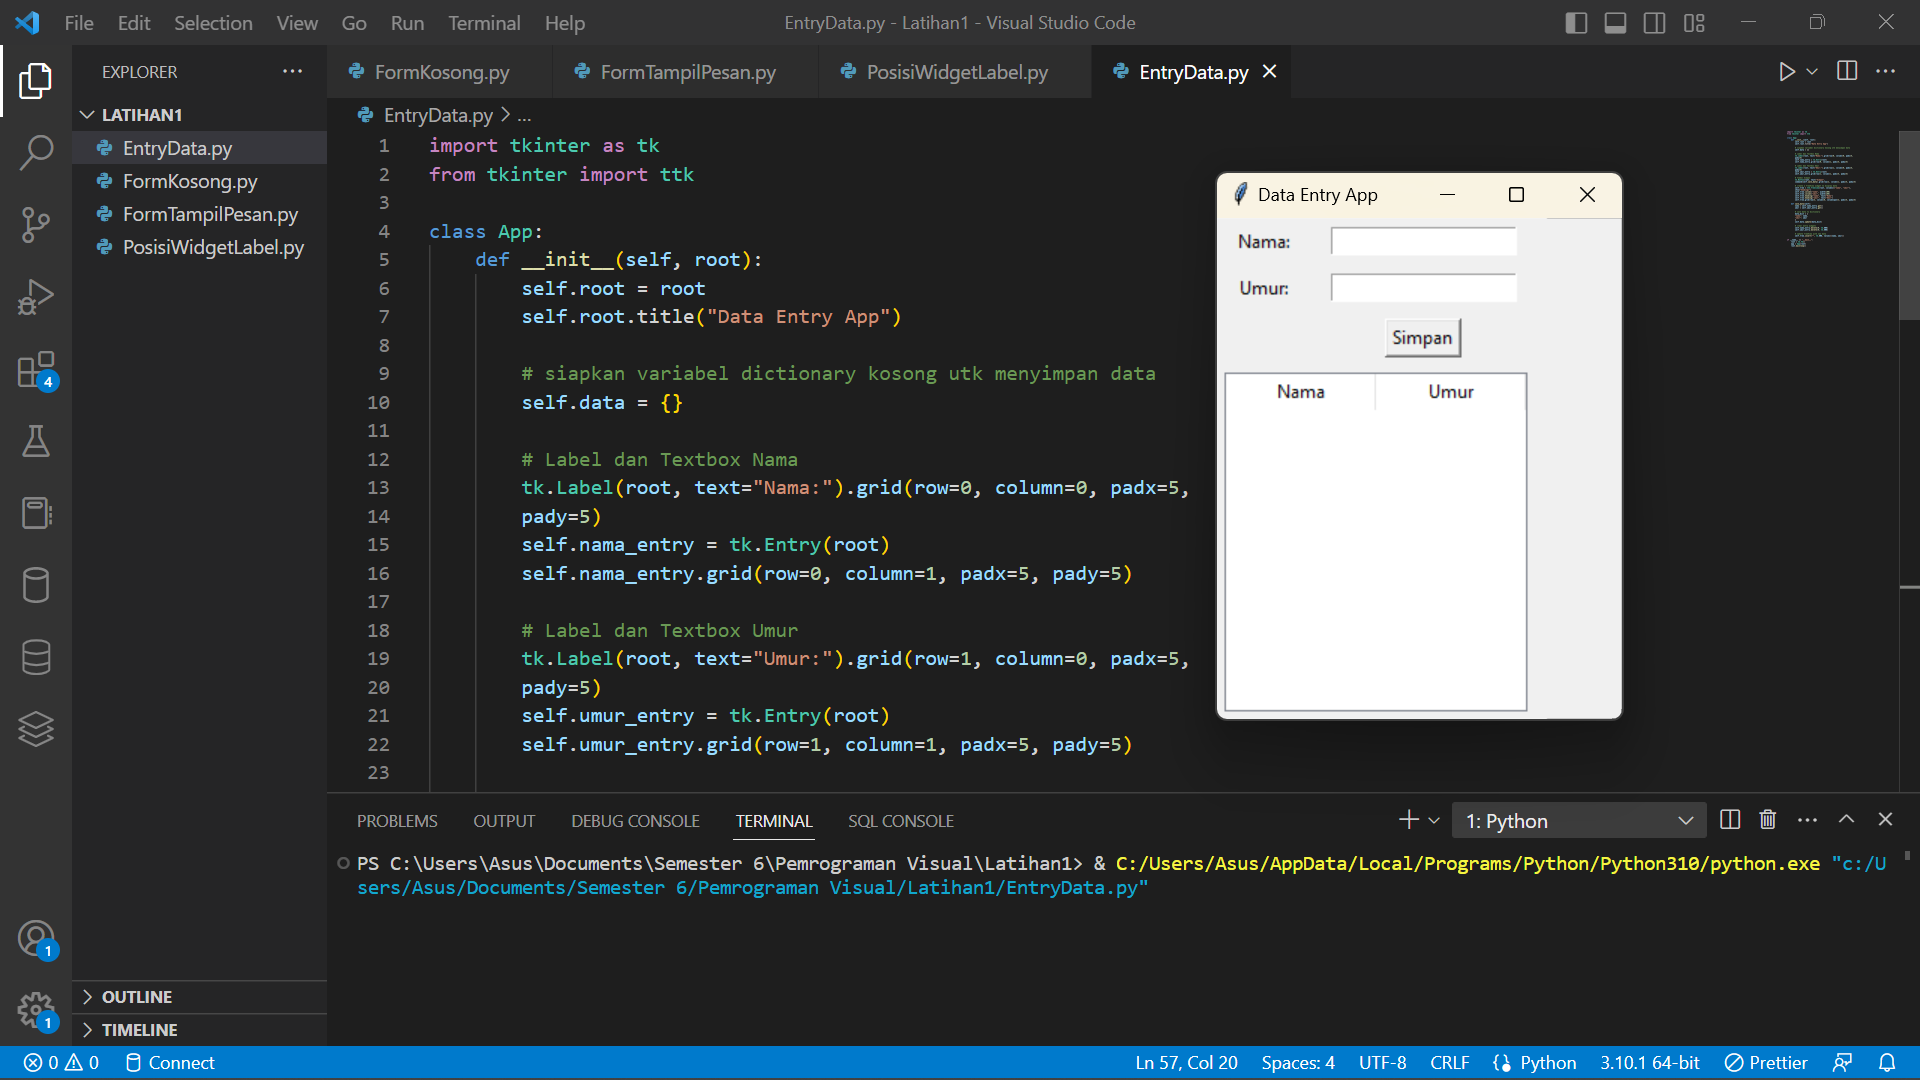 File Edit Selection View Go Run Terminal Help
EntryData.py - Latihan1 - Visual Studio Code
EXPLORER
LATIHAN1
EntryData.py
FormKosong.py
FormTampilPesan.py
PosisiWidgetLabel.py
OUTLINE
TIMELINE
4
1
1
FormKosong.py FormTampilPesan.py PosisiWidgetLabel.py EntryData.py
EntryData.py > ...
1 import tkinter as tk
2 from tkinter import ttk
3
4 class App:
5 def __init__(self, root):
6 self.root = root
7 self.root.title("Data Entry App")
8
9 # siapkan variabel dictionary kosong utk menyimpan data
10 self.data = {}
11
12 # Label dan Textbox Nama
13 tk.Label(root, text="Nama:").grid(row=0, column=0, padx=5,
14 pady=5)
15 self.nama_entry = tk.Entry(root)
16 self.nama_entry.grid(row=0, column=1, padx=5, pady=5)
17
18 # Label dan Textbox Umur
19 tk.Label(root, text="Umur:").grid(row=1, column=0, padx=5,
20 pady=5)
21 self.umur_entry = tk.Entry(root)
22 self.umur_entry.grid(row=1, column=1, padx=5, pady=5)
23
Data Entry App
Nama:
Umur:
Simpan
Nama Umur
PROBLEMS OUTPUT DEBUG CONSOLE TERMINAL SQL CONSOLE
1: Python
PS C:\Users\Asus\Documents\Semester 6\Pemrograman Visual\Latihan1> & C:/Users/Asus/AppData/Local/Programs/Python/Python310/python.exe "c:/U
sers/Asus/Documents/Semester 6/Pemrograman Visual/Latihan1/EntryData.py"
0 0 Connect
Ln 57, Col 20 Spaces: 4 UTF-8 CRLF Python 3.10.1 64-bit Prettier